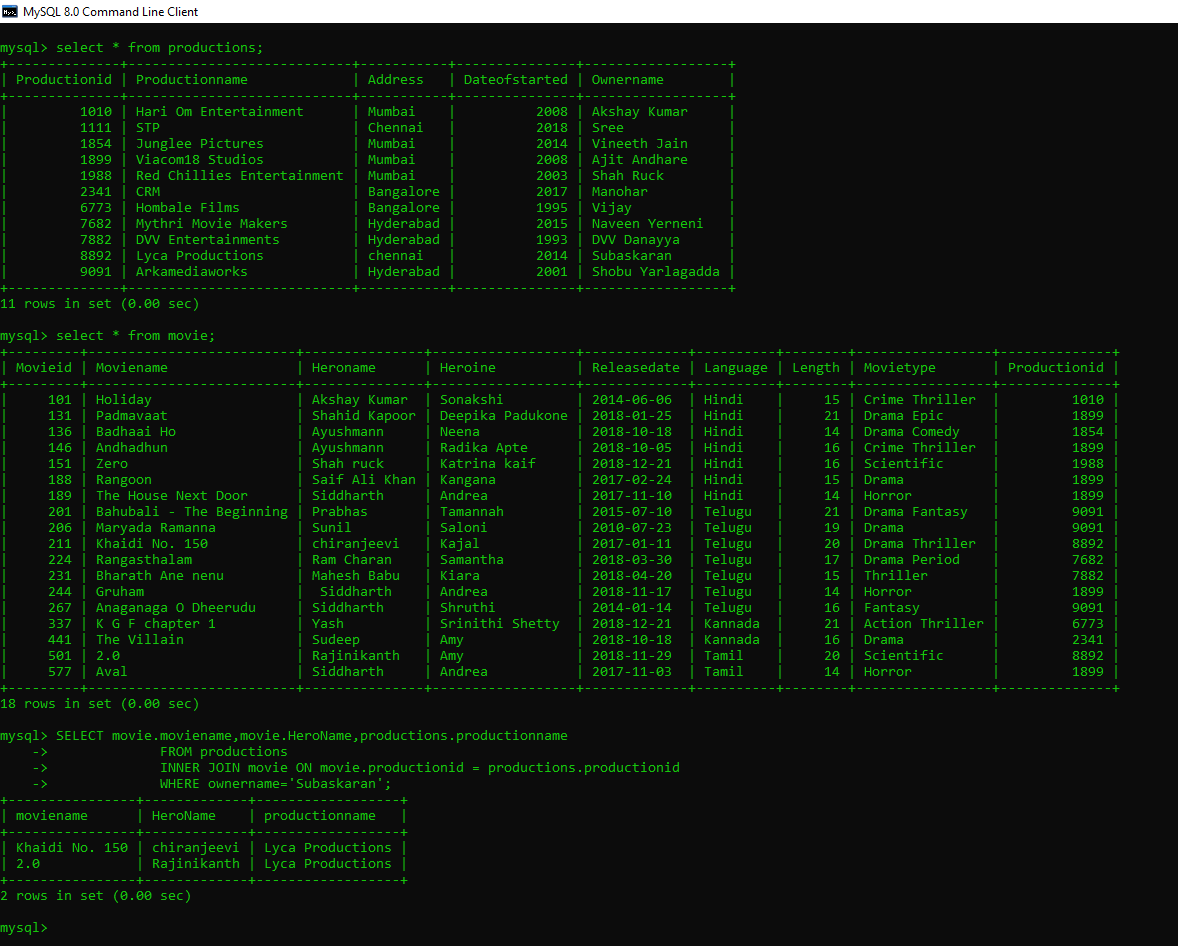 MySQL 8.0 Command Line Client
mysql> select * from productions;
+--------------+----------------------------+-----------+---------------+------------------+
| Productionid | Productionname             | Address   | Dateofstarted | Ownername        |
+--------------+----------------------------+-----------+---------------+------------------+
|         1010 | Hari Om Entertainment      | Mumbai    |          2008 | Akshay Kumar     |
|         1111 | STP                        | Chennai   |          2018 | Sree             |
|         1854 | Junglee Pictures           | Mumbai    |          2014 | Vineeth Jain     |
|         1899 | Viacom18 Studios           | Mumbai    |          2008 | Ajit Andhare     |
|         1988 | Red Chillies Entertainment | Mumbai    |          2003 | Shah Ruck        |
|         2341 | CRM                        | Bangalore |          2017 | Manohar          |
|         6773 | Hombale Films              | Bangalore |          1995 | Vijay            |
|         7682 | Mythri Movie Makers        | Hyderabad |          2015 | Naveen Yerneni   |
|         7882 | DVV Entertainments         | Hyderabad |          1993 | DVV Danayya      |
|         8892 | Lyca Productions           | chennai   |          2014 | Subaskaran       |
|         9091 | Arkamediaworks             | Hyderabad |          2001 | Shobu Yarlagadda |
+--------------+----------------------------+-----------+---------------+------------------+
11 rows in set (0.00 sec)
mysql> select * from movie;
+---------+-------------------------+---------------+------------------+-------------+----------+--------+-----------------+--------------+
| Movieid | Moviename               | Heroname      | Heroine          | Releasedate | Language | Length | Movietype       | Productionid |
+---------+-------------------------+---------------+------------------+-------------+----------+--------+-----------------+--------------+
|     101 | Holiday                 | Akshay Kumar  | Sonakshi         | 2014-06-06  | Hindi    |     15 | Crime Thriller  |         1010 |
|     131 | Padmavaat               | Shahid Kapoor | Deepika Padukone | 2018-01-25  | Hindi    |     21 | Drama Epic      |         1899 |
|     136 | Badhaai Ho              | Ayushmann     | Neena            | 2018-10-18  | Hindi    |     14 | Drama Comedy    |         1854 |
|     146 | Andhadhun               | Ayushmann     | Radika Apte      | 2018-10-05  | Hindi    |     16 | Crime Thriller  |         1899 |
|     151 | Zero                    | Shah ruck     | Katrina kaif     | 2018-12-21  | Hindi    |     16 | Scientific      |         1988 |
|     188 | Rangoon                 | Saif Ali Khan | Kangana          | 2017-02-24  | Hindi    |     15 | Drama           |         1899 |
|     189 | The House Next Door     | Siddharth     | Andrea           | 2017-11-10  | Hindi    |     14 | Horror          |         1899 |
|     201 | Bahubali - The Beginning | Prabhas       | Tamannah         | 2015-07-10  | Telugu   |     21 | Drama Fantasy   |         9091 |
|     206 | Maryada Ramanna         | Sunil         | Saloni           | 2010-07-23  | Telugu   |     19 | Drama           |         9091 |
|     211 | Khaidi No. 150          | chiranjeevi   | Kajal            | 2017-01-11  | Telugu   |     20 | Drama Thriller  |         8892 |
|     224 | Rangasthalam            | Ram Charan    | Samantha         | 2018-03-30  | Telugu   |     17 | Drama Period    |         7682 |
|     231 | Bharath Ane nenu        | Mahesh Babu   | Kiara            | 2018-04-20  | Telugu   |     15 | Thriller        |         7882 |
|     244 | Gruham                  |  Siddharth    | Andrea           | 2018-11-17  | Telugu   |     14 | Horror          |         1899 |
|     267 | Anaganaga O Dheerudu    | Siddharth     | Shruthi          | 2014-01-14  | Telugu   |     16 | Fantasy         |         9091 |
|     337 | K G F chapter 1         | Yash          | Srinithi Shetty  | 2018-12-21  | Kannada  |     21 | Action Thriller |         6773 |
|     441 | The Villain             | Sudeep        | Amy              | 2018-10-18  | Kannada  |     16 | Drama           |         2341 |
|     501 | 2.0                     | Rajinikanth   | Amy              | 2018-11-29  | Tamil    |     20 | Scientific      |         8892 |
|     577 | Aval                    | Siddharth     | Andrea           | 2017-11-03  | Tamil    |     14 | Horror          |         1899 |
+---------+-------------------------+---------------+------------------+-------------+----------+--------+-----------------+--------------+
18 rows in set (0.00 sec)
mysql> SELECT movie.moviename,movie.HeroName,productions.productionname
    ->              FROM productions
    ->              INNER JOIN movie ON movie.productionid = productions.productionid
    ->              WHERE ownername='Subaskaran';
+----------------+-------------+------------------+
| moviename      | HeroName    | productionname   |
+----------------+-------------+------------------+
| Khaidi No. 150 | chiranjeevi | Lyca Productions |
| 2.0            | Rajinikanth | Lyca Productions |
+----------------+-------------+------------------+
2 rows in set (0.00 sec)
mysql>